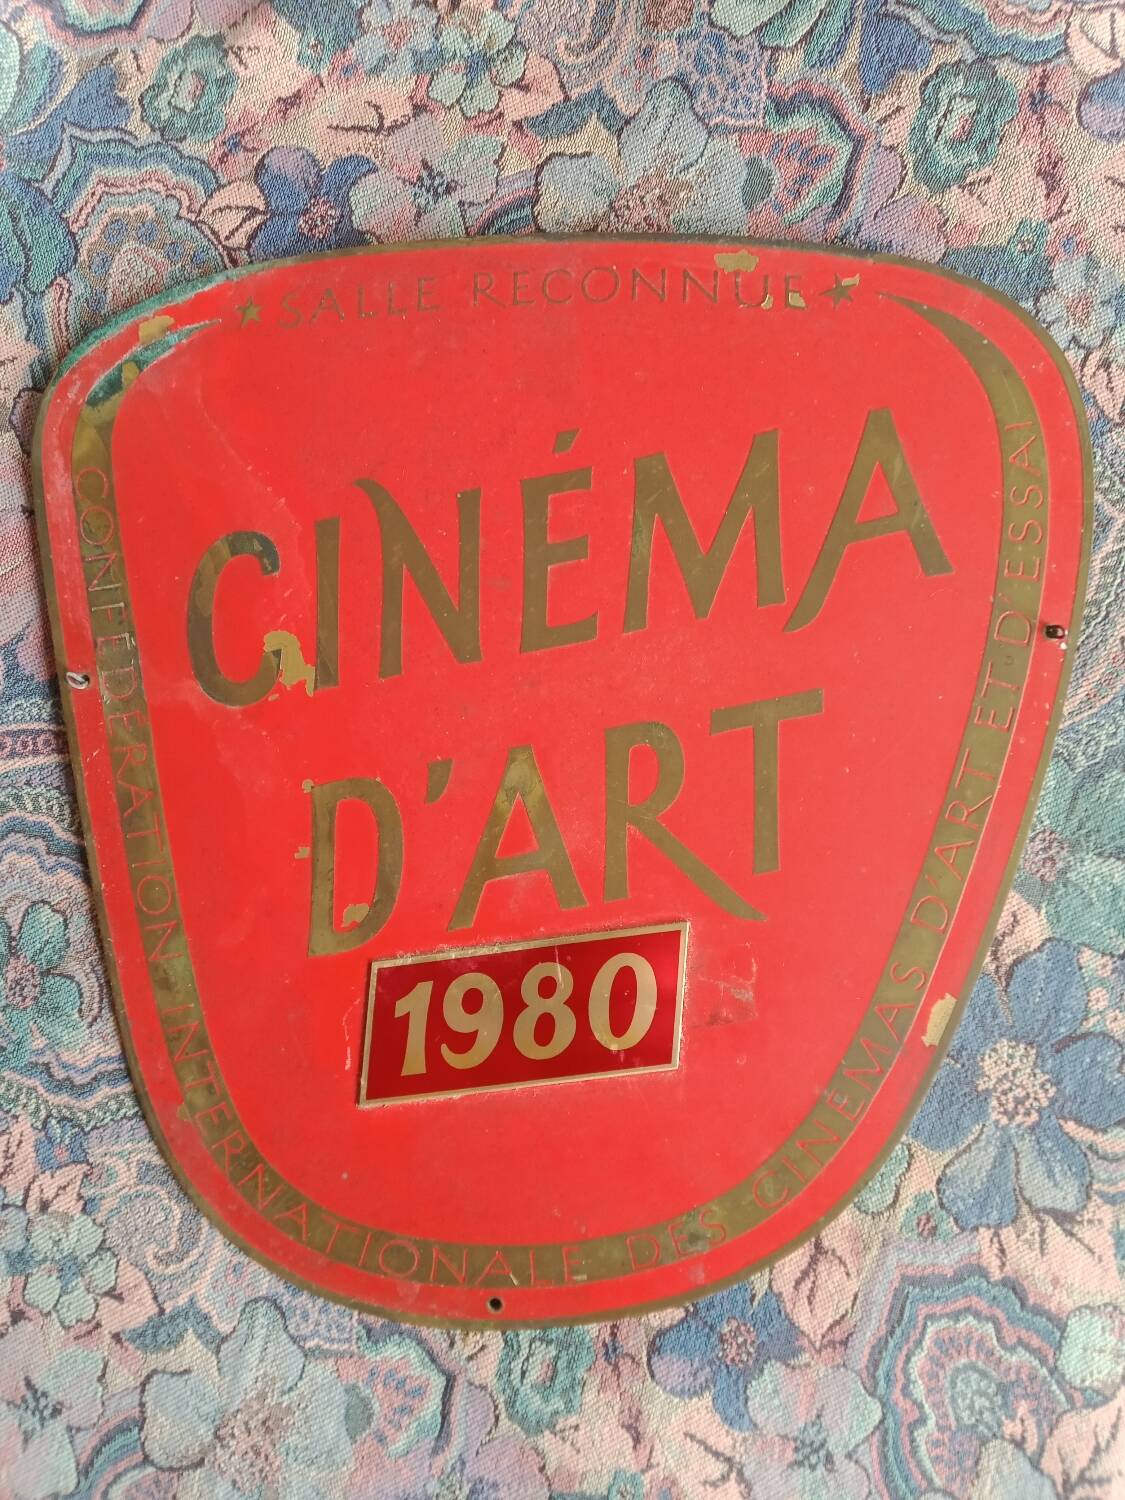 ★ SALLE RECONNUE ★
CINÉMA
D'ART
1980
CONFÉDÉRATION INTERNATIONALE DES CINÉMAS D'ART ET D'ESSAI